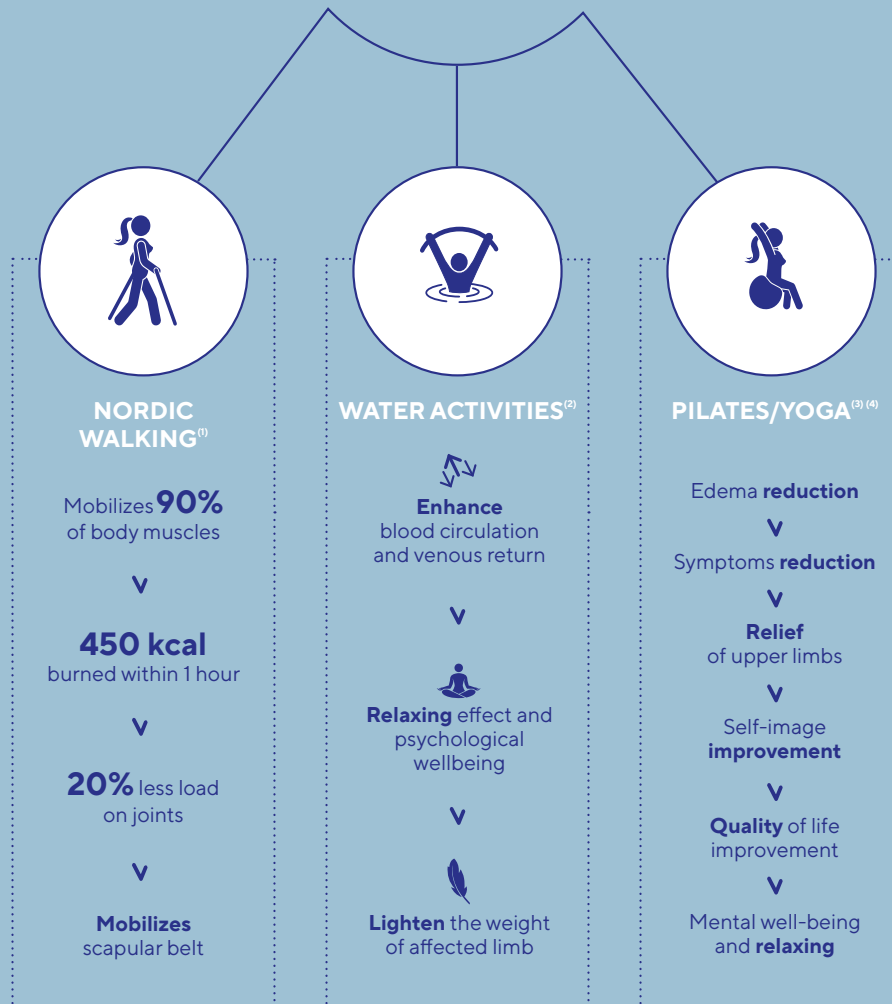 NORDIC
WALKING(1)
Mobilizes 90%
of body muscles
450 kcal
burned within 1 hour
20% less load
on joints
Mobilizes
scapular belt
WATER ACTIVITIES(2)
Enhance
blood circulation
and venous return
Relaxing effect and
psychological
wellbeing
Lighten the weight
of affected limb
PILATES/YOGA(3) (4)
Edema reduction
Symptoms reduction
Relief
of upper limbs
Self-image
improvement
Quality of life
improvement
Mental well-being
and relaxing